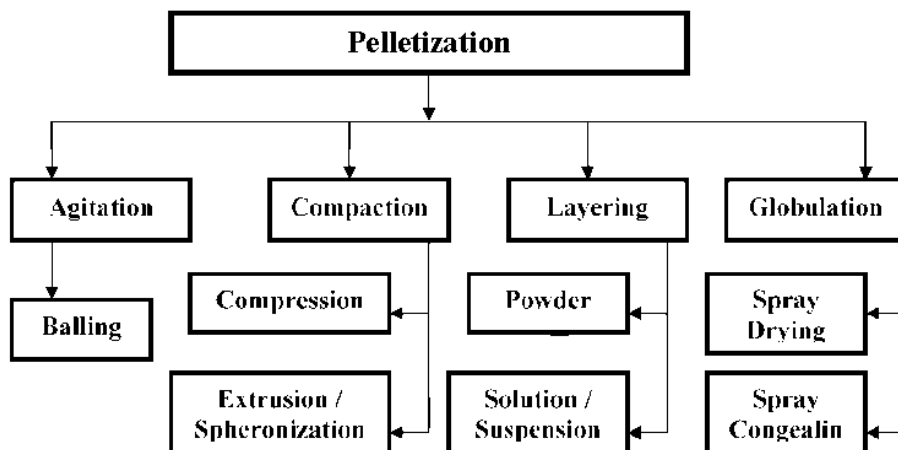 Pelletization
Agitation
Compaction
Layering
Globulation
Balling
Compression
Powder
Spray
Drying
Extrusion /
Spheronization
Solution /
Suspension
Spray
Congealin